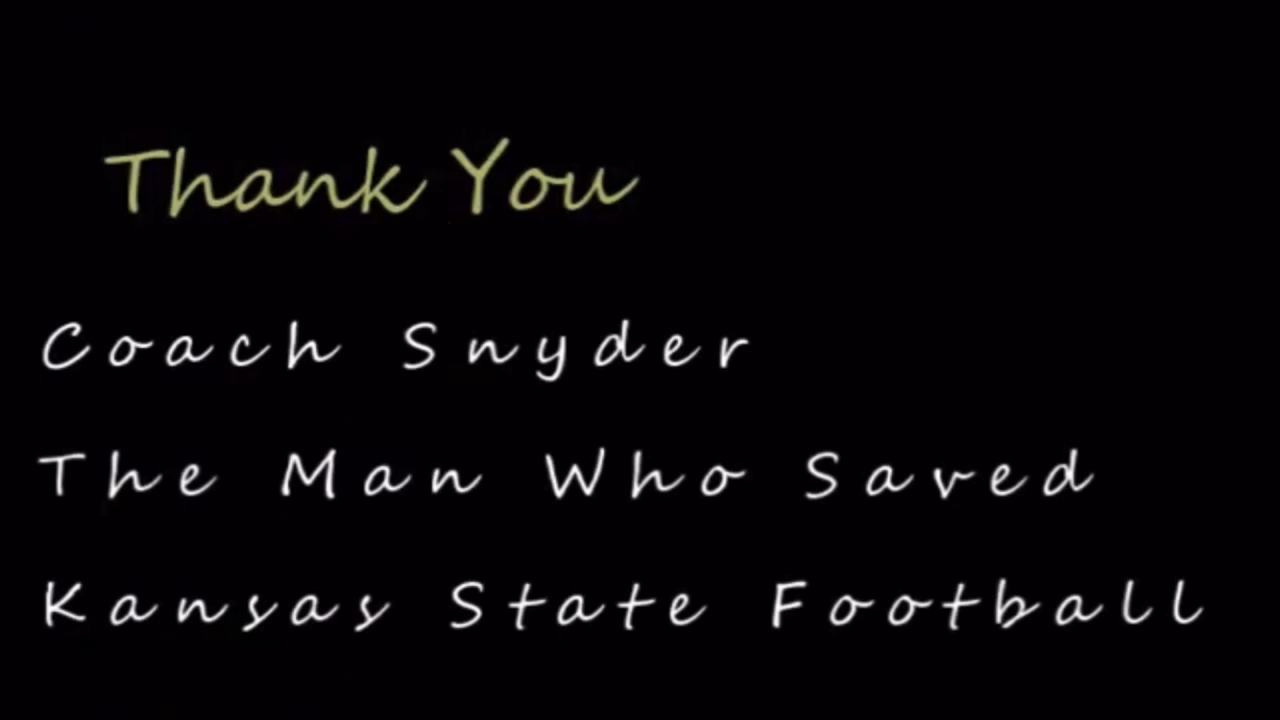 Thank You
Coach Snyder
The Man Who Saved
Kansas State Football